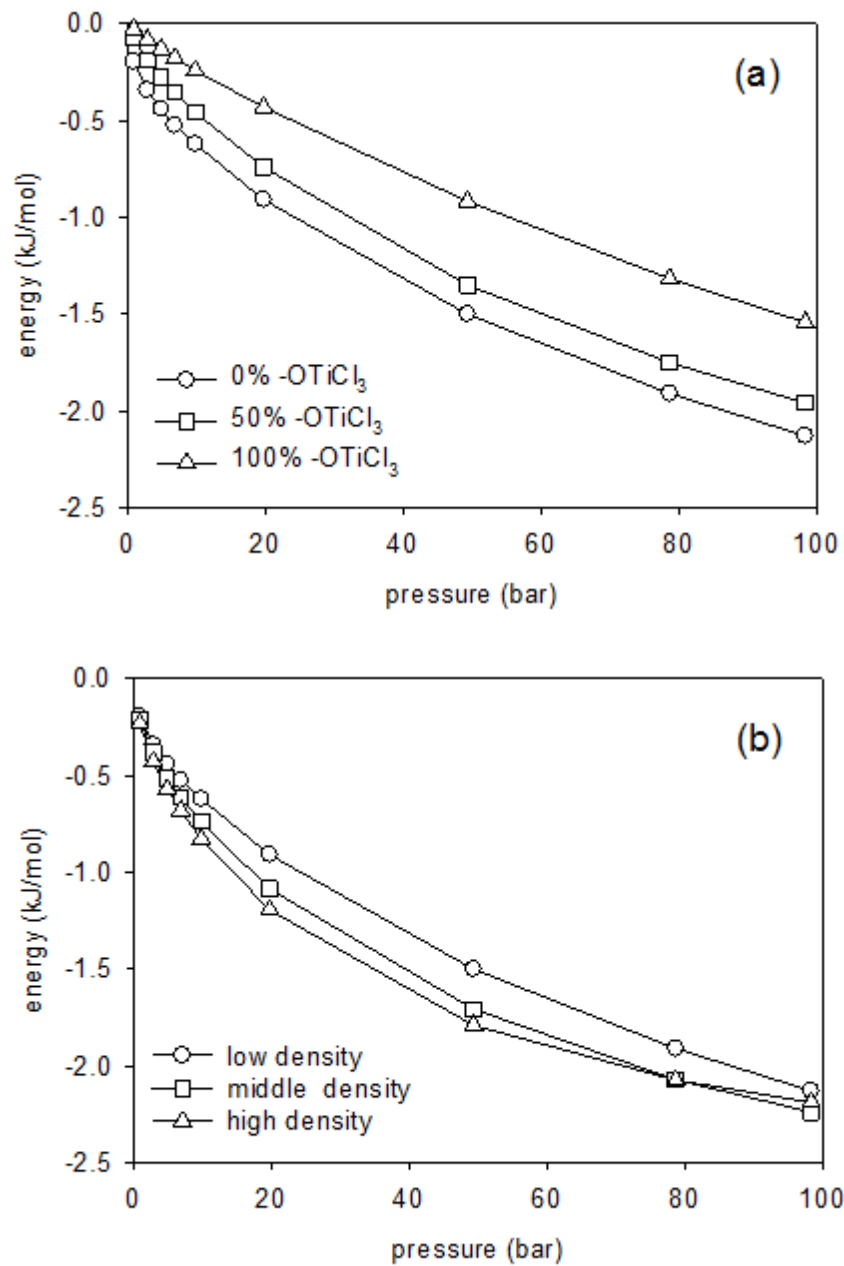 0.0
-0.5
-1.0
-1.5
-2.0
-2.5
energy (kJ/mol)
(a)
0% -OTiCl₃
50% -OTiCl₃
100% -OTiCl₃
0 20 40 60 80 100
pressure (bar)
0.0
-0.5
-1.0
-1.5
-2.0
-2.5
energy (kJ/mol)
(b)
low density
middle density
high density
0 20 40 60 80 100
pressure (bar)